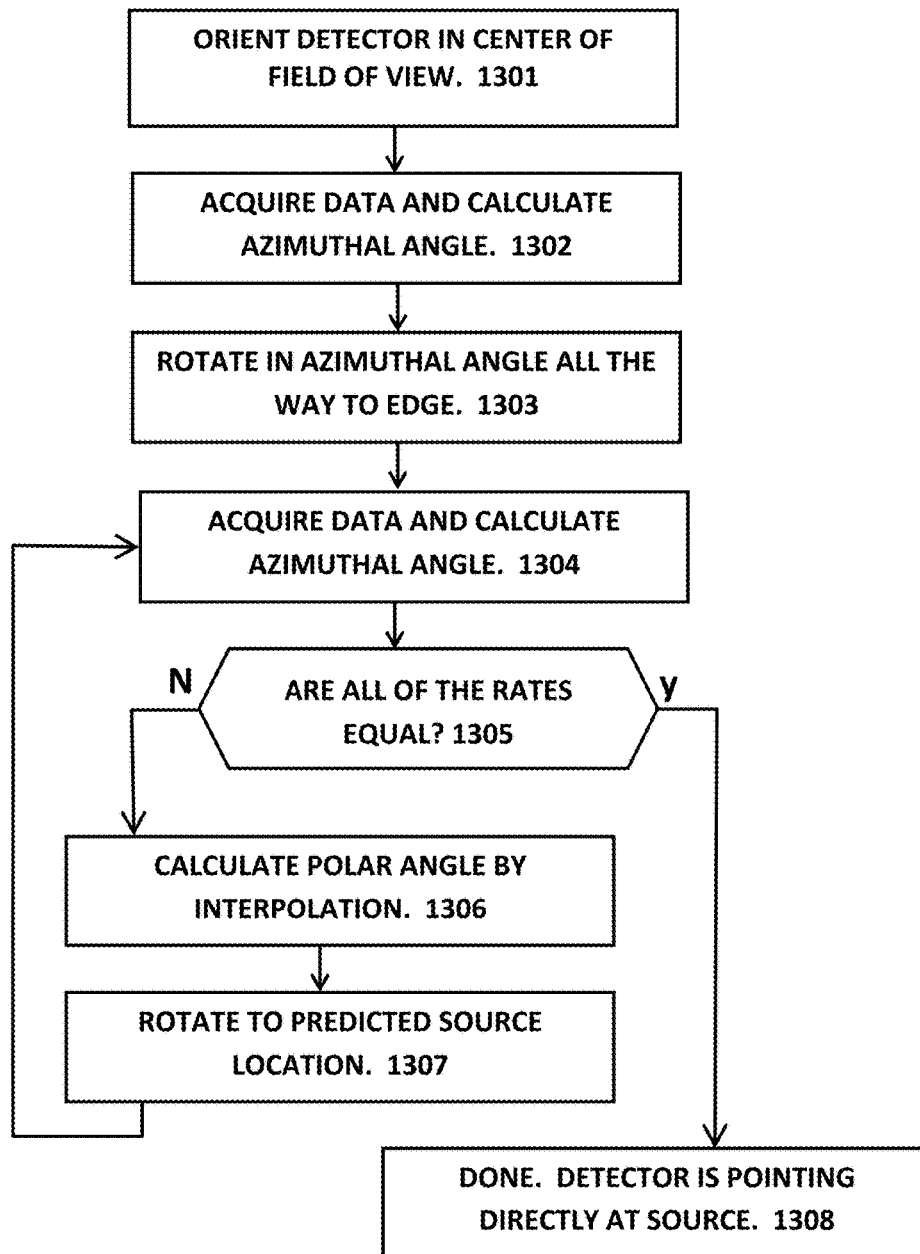 ORIENT DETECTOR IN CENTER OF
FIELD OF VIEW. 1301
ACQUIRE DATA AND CALCULATE
AZIMUTHAL ANGLE. 1302
ROTATE IN AZIMUTHAL ANGLE ALL THE
WAY TO EDGE. 1303
ACQUIRE DATA AND CALCULATE
AZIMUTHAL ANGLE. 1304
N
y
ARE ALL OF THE RATES
EQUAL? 1305
CALCULATE POLAR ANGLE BY
INTERPOLATION. 1306
ROTATE TO PREDICTED SOURCE
LOCATION. 1307
DONE. DETECTOR IS POINTING
DIRECTLY AT SOURCE. 1308